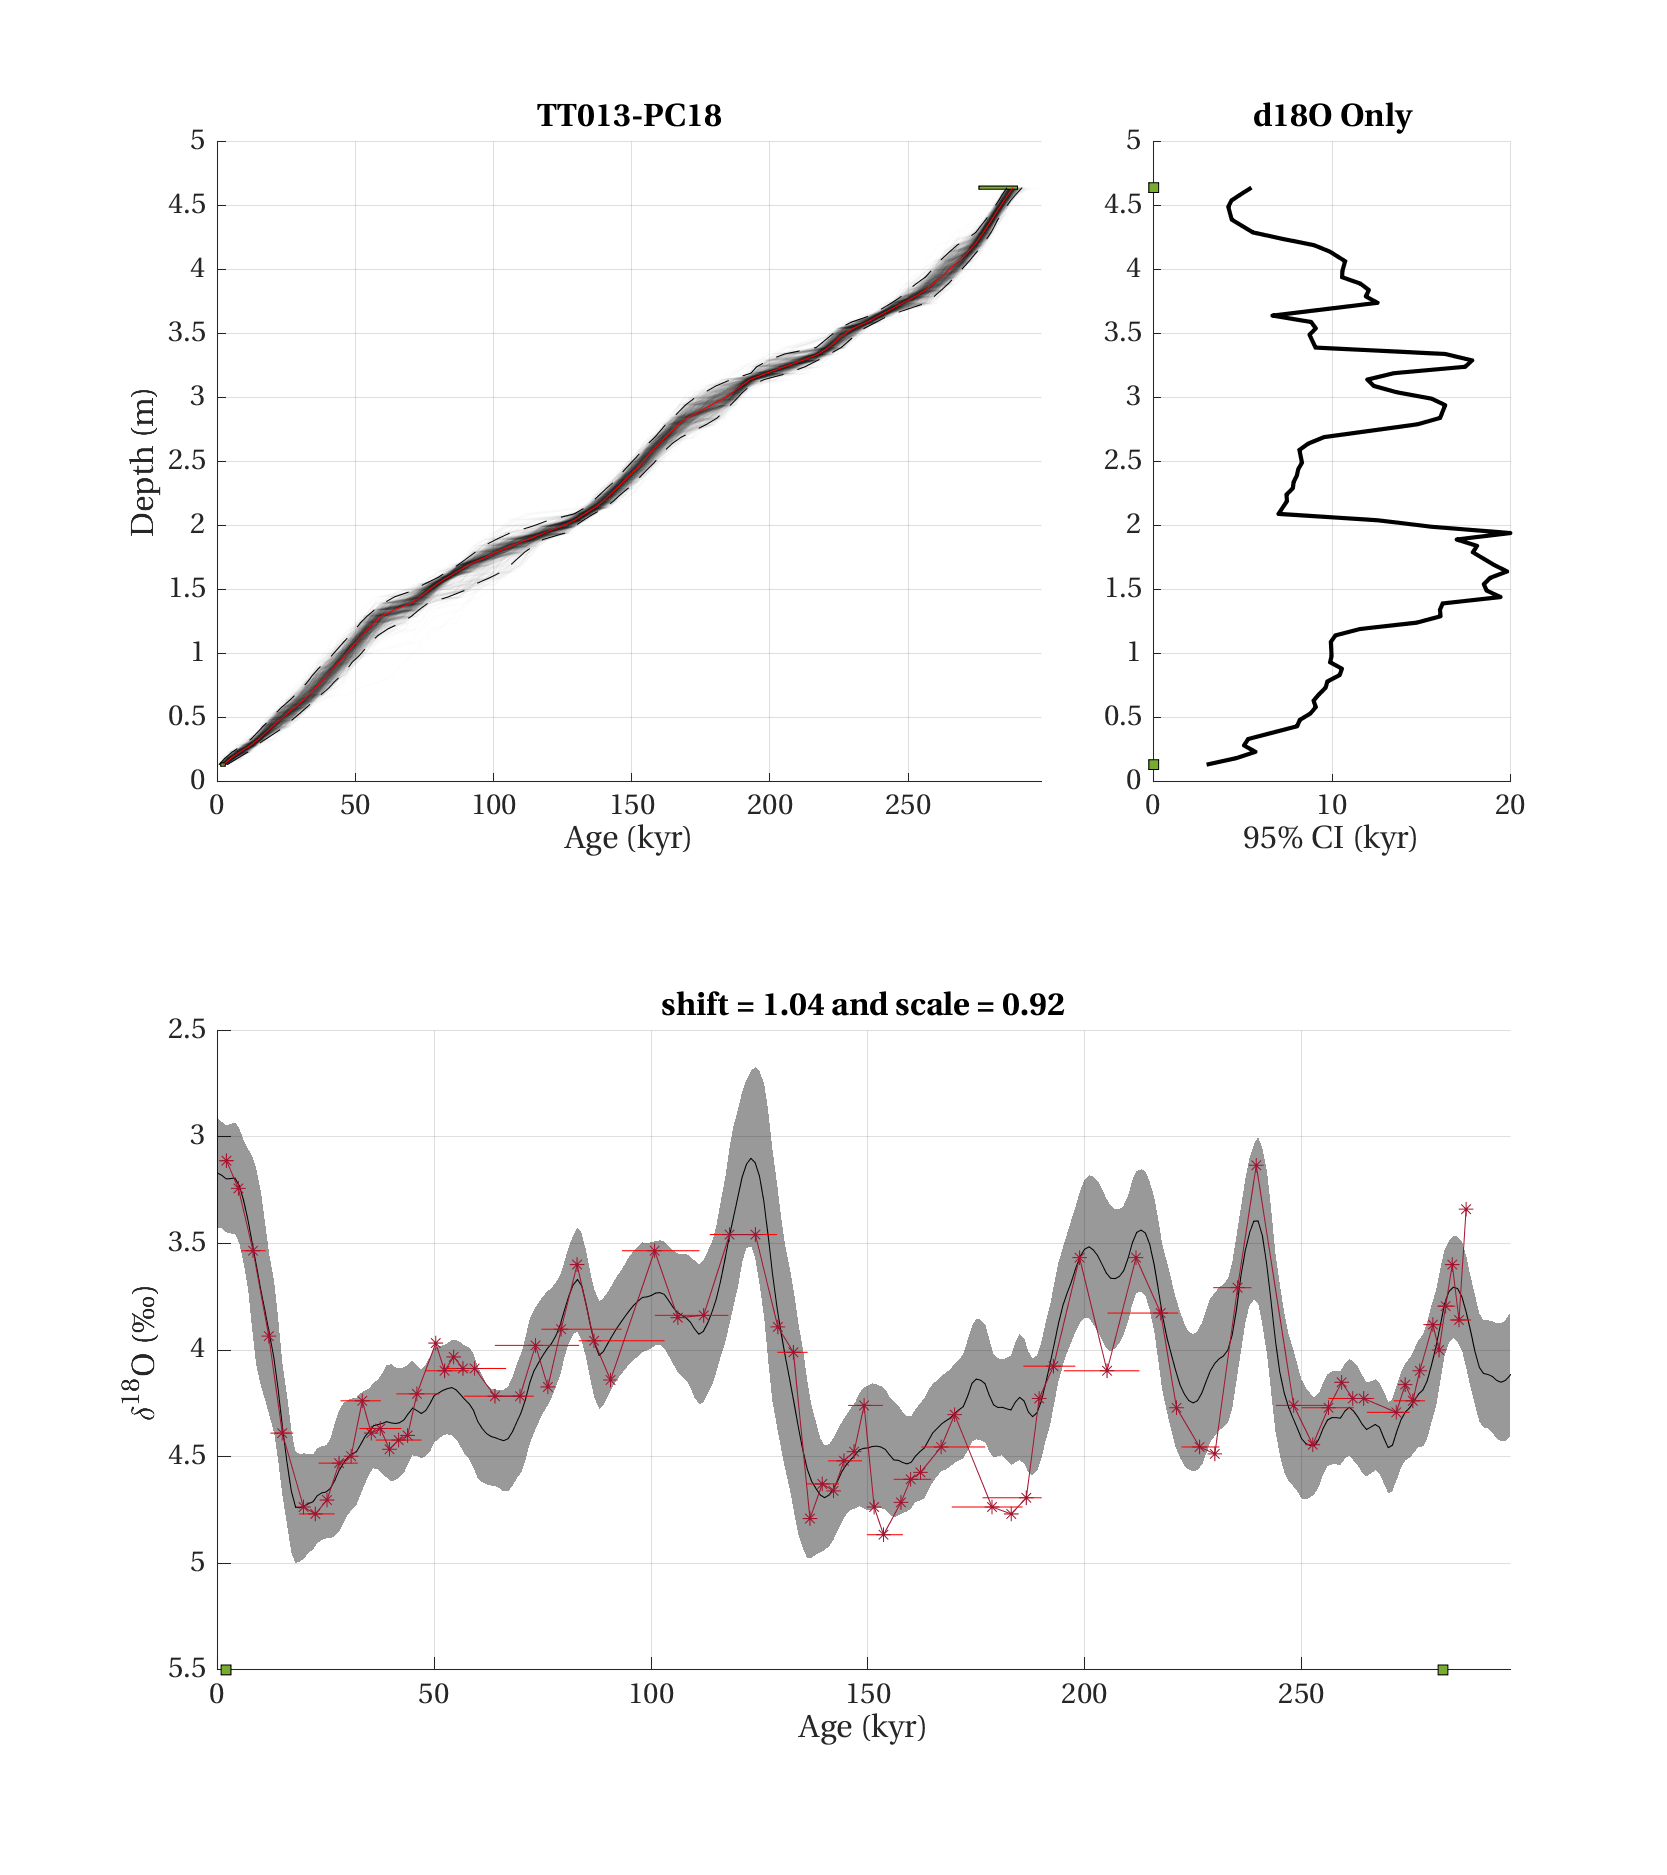 TT013-PC18
d18O Only
5
4.5
4
3.5
3
2.5
2
1.5
1
0.5
0
Depth (m)
0 50 100 150 200 250
Age (kyr)
5
4.5
4
3.5
3
2.5
2
1.5
1
0.5
0
0 10 20
95% CI (kyr)
shift = 1.04 and scale = 0.92
2.5
3
3.5
4
4.5
5
5.5
δ¹⁸O (‰)
0 50 100 150 200 250
Age (kyr)